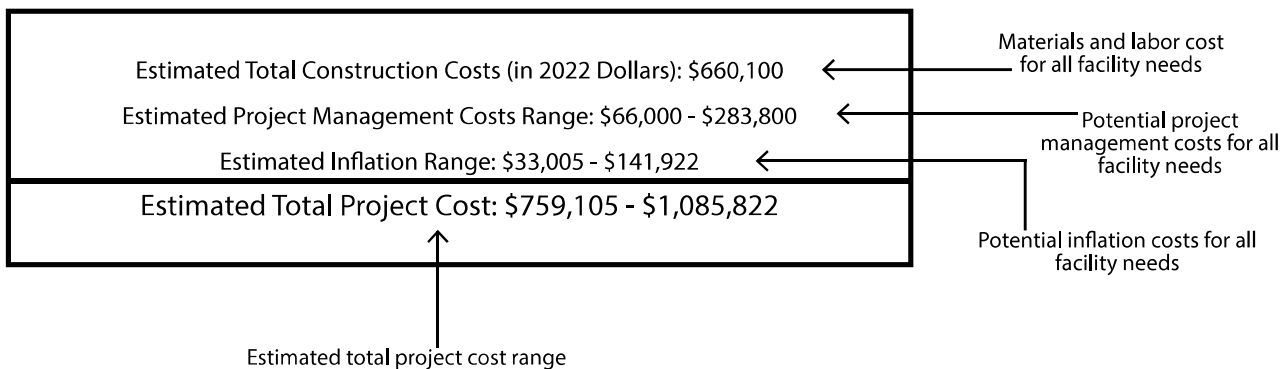 Estimated Total Construction Costs (in 2022 Dollars): $660,100
Materials and labor cost
for all facility needs
Estimated Project Management Costs Range: $66,000 - $283,800
Potential project
management costs for all
facility needs
Estimated Inflation Range: $33,005 - $141,922
Estimated Total Project Cost: $759,105 - $1,085,822
Potential inflation costs for all
facility needs
Estimated total project cost range